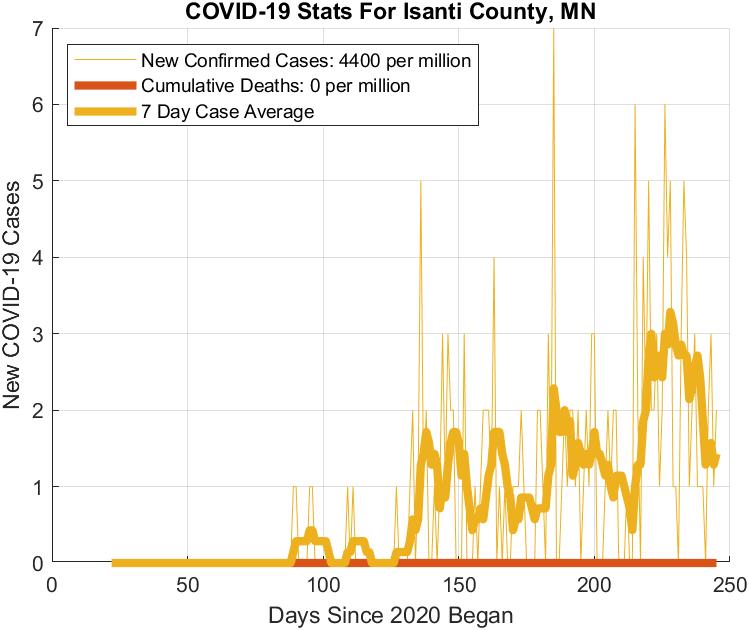 COVID-19 Stats For Isanti County, MN
New Confirmed Cases: 4400 per million
Cumulative Deaths: 0 per million
7 Day Case Average
New COVID-19 Cases
7
6
5
4
3
2
1
0
0 50 100 150 200 250
Days Since 2020 Began